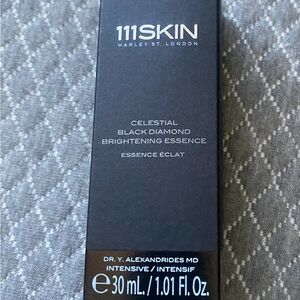 111SKIN
HARLEY ST. LONDON
CELESTIAL
BLACK DIAMOND
BRIGHTENING ESSENCE
ESSENCE ÉCLAT
DR. Y. ALEXANDRIDES MD
INTENSIVE / INTENSIF
℮ 30 mL. / 1.01 Fl. Oz.